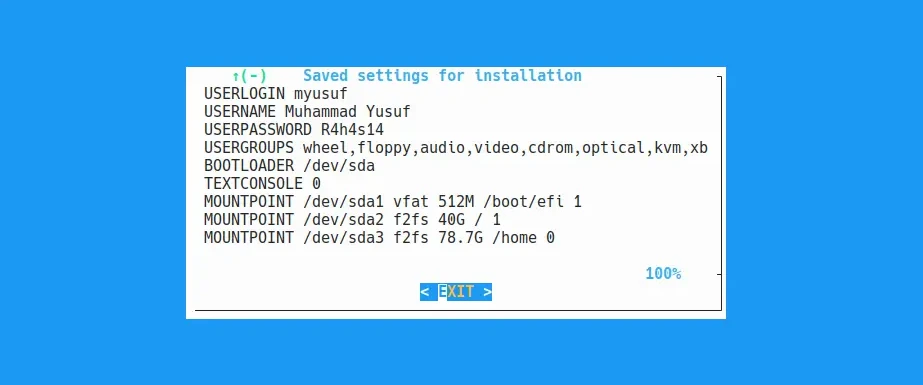 ↑(-) Saved settings for installation
USERLOGIN myusuf
USERNAME Muhammad Yusuf
USERPASSWORD R4h4s14
USERGROUPS wheel,floppy,audio,video,cdrom,optical,kvm,xb
BOOTLOADER /dev/sda
TEXTCONSOLE 0
MOUNTPOINT /dev/sda1 vfat 512M /boot/efi 1
MOUNTPOINT /dev/sda2 f2fs 40G / 1
MOUNTPOINT /dev/sda3 f2fs 78.7G /home 0
100%
< EXIT >